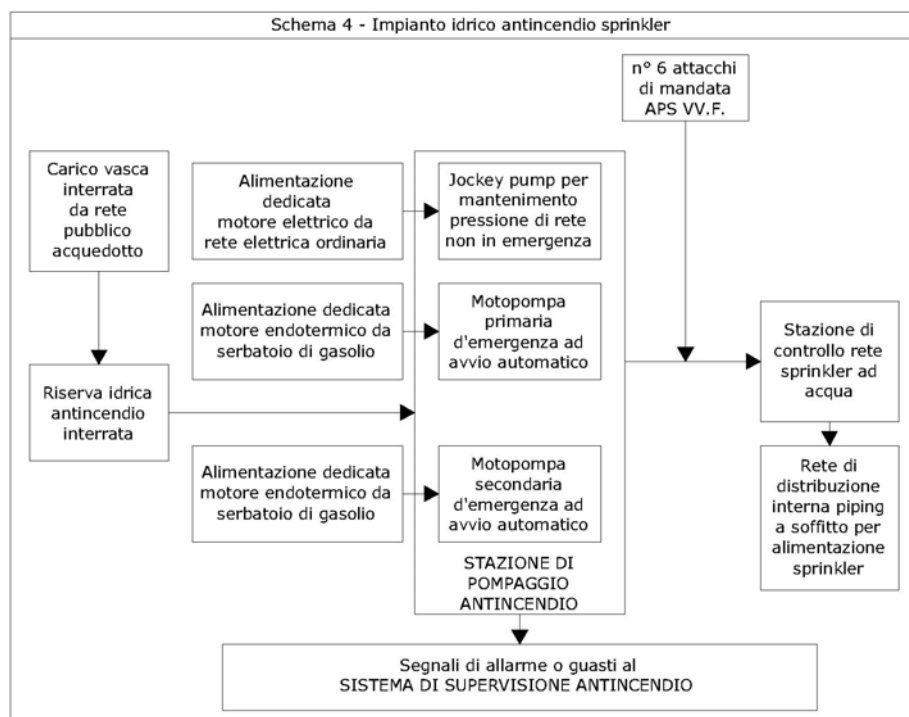 Schema 4 - Impianto idrico antincendio sprinkler
n° 6 attacchi
di mandata
APS VV.F.
Carico vasca
interrata
da rete
pubblico
acquedotto
Alimentazione
dedicata
motore elettrico da
rete elettrica ordinaria
Jockey pump per
mantenimento
pressione di rete
non in emergenza
Alimentazione dedicata
motore endotermico da
serbatoio di gasolio
Motopompa
primaria
d'emergenza ad
avvio automatico
Stazione di
controllo rete
sprinkler ad
acqua
Riserva idrica
antincendio
interrata
Alimentazione dedicata
motore endotermico da
serbatoio di gasolio
Motopompa
secondaria
d'emergenza ad
avvio automatico
Rete di
distribuzione
interna piping
a soffitto per
alimentazione
sprinkler
STAZIONE DI
POMPAGGIO
ANTINCENDIO
Segnali di allarme o guasti al
SISTEMA DI SUPERVISIONE ANTINCENDIO